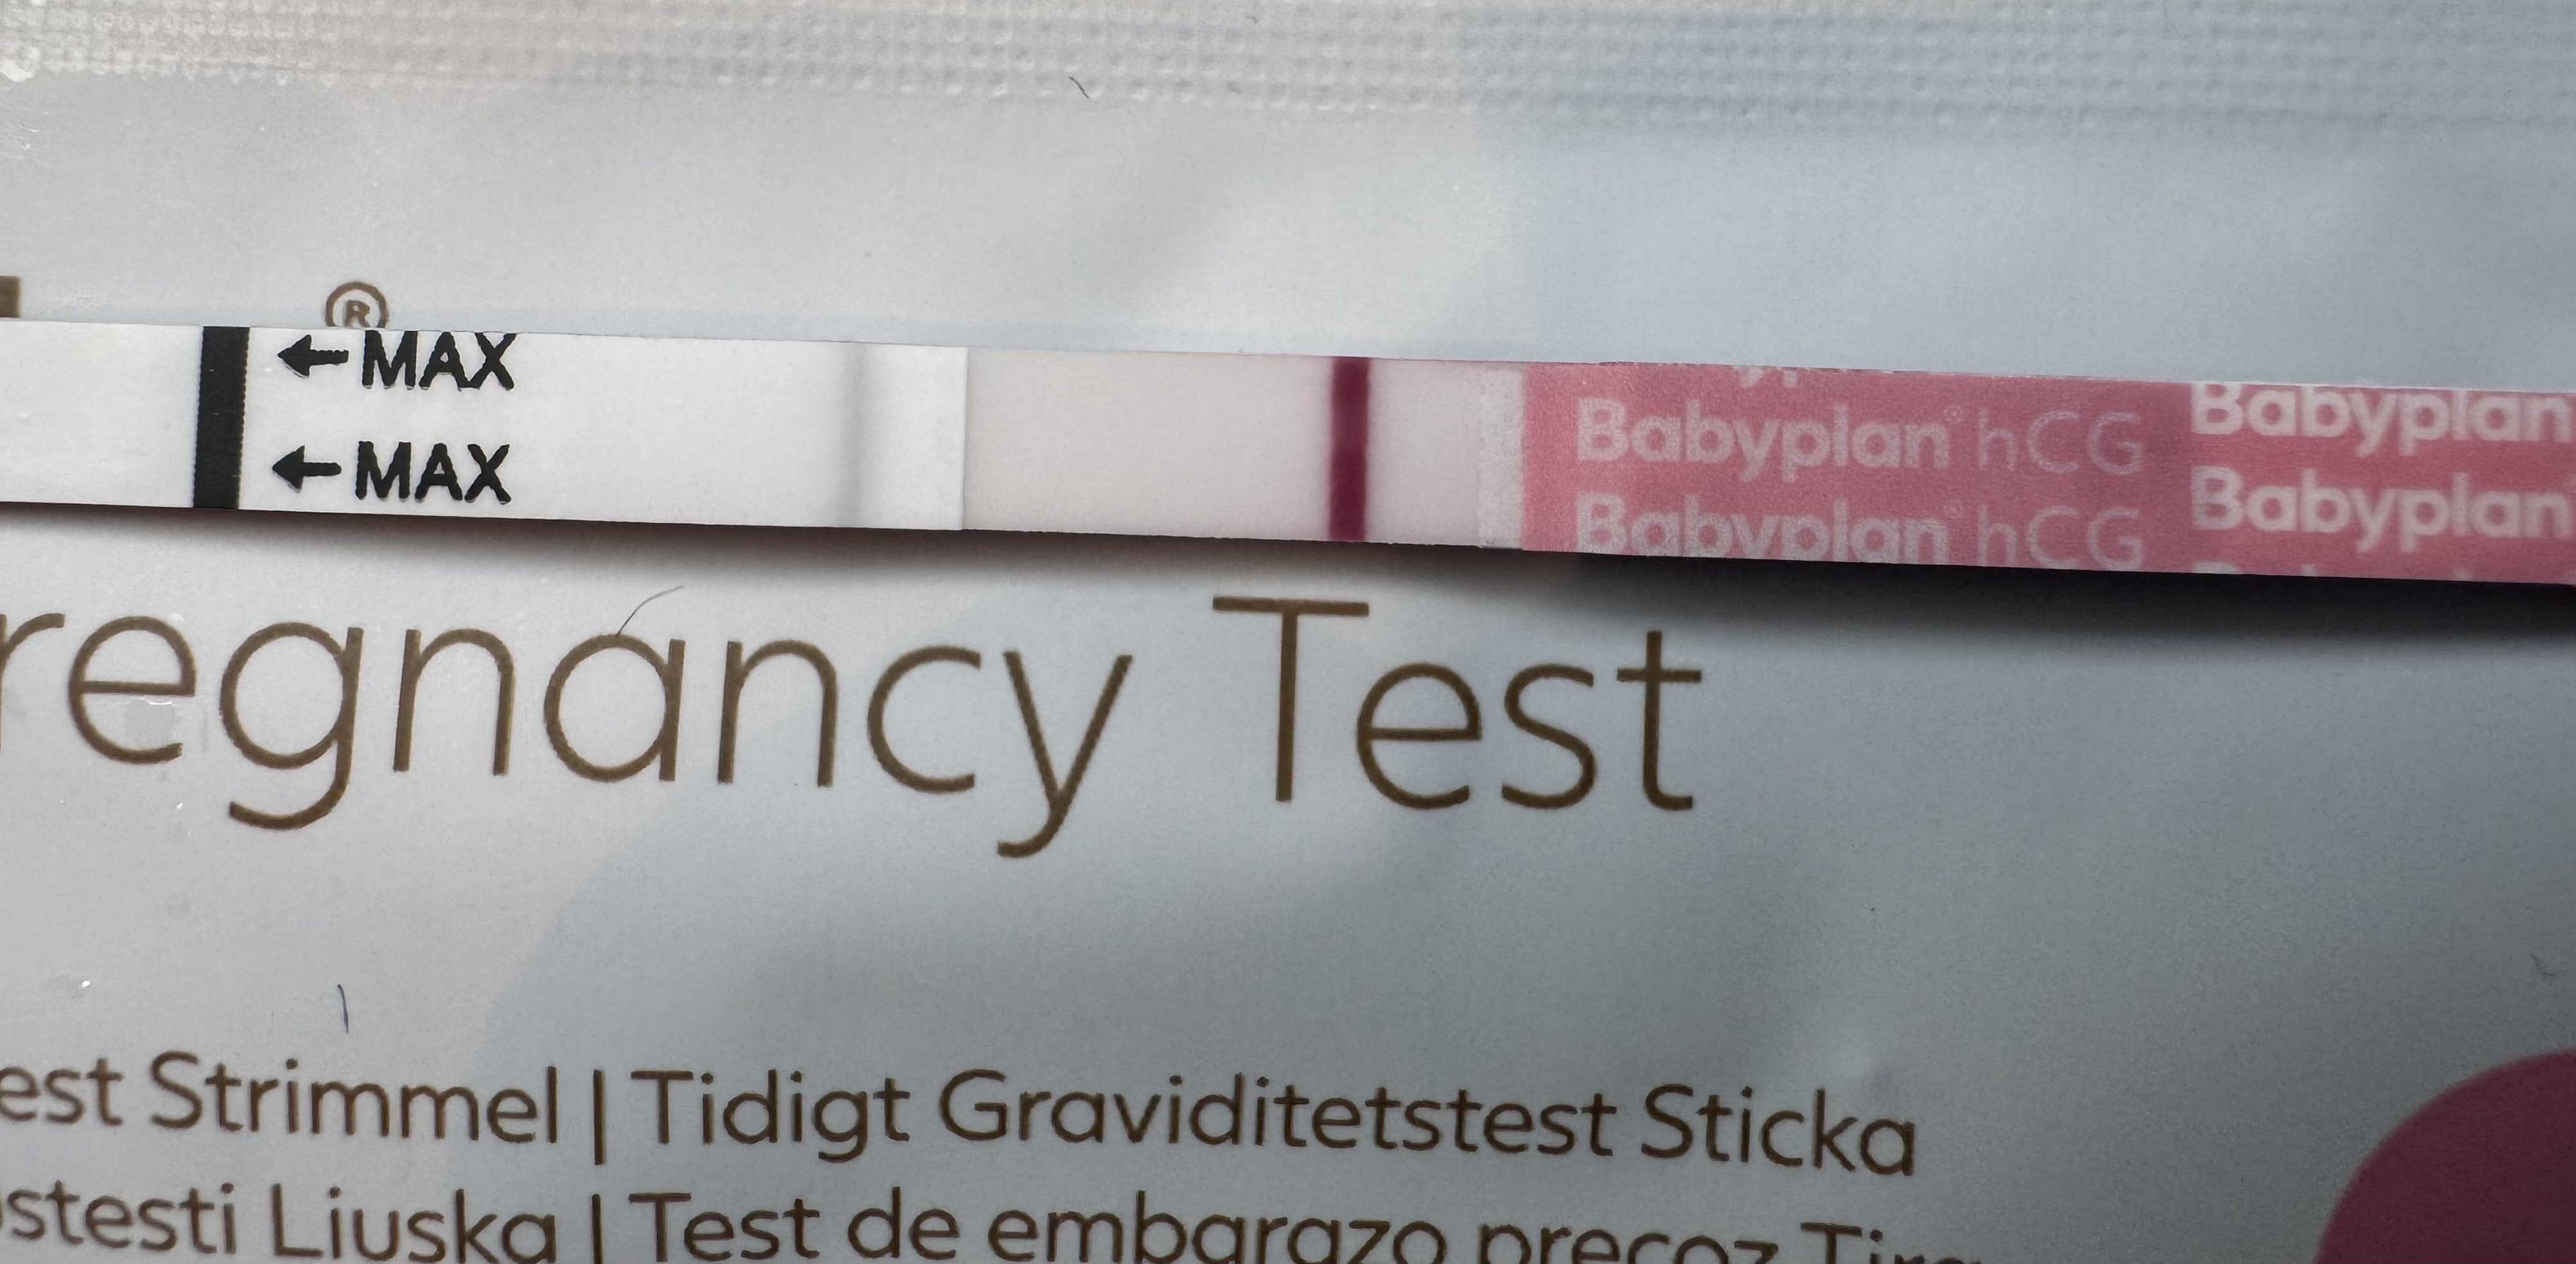 ®
←MAX
←MAX
Babyplan® hCG Babyplan
Babyplan® hCG Babyplan
regnancy Test
est Strimmel | Tidigt Graviditetstest Sticka
stesti Liuska | Test de embarazo precoz Tira